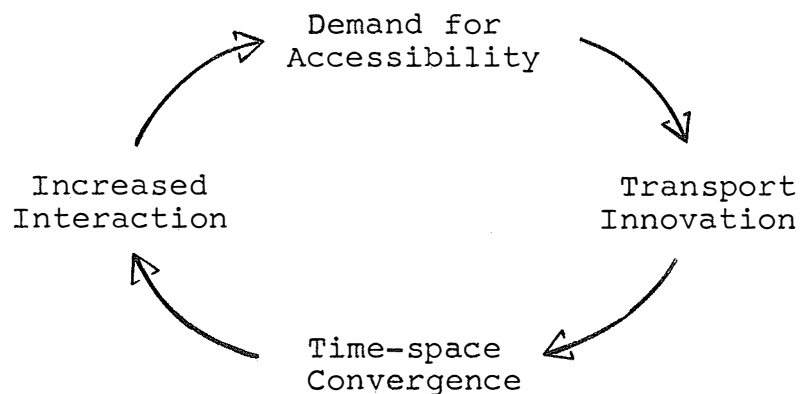 Demand for
Accessibility
Increased
Interaction
Transport
Innovation
Time-space
Convergence